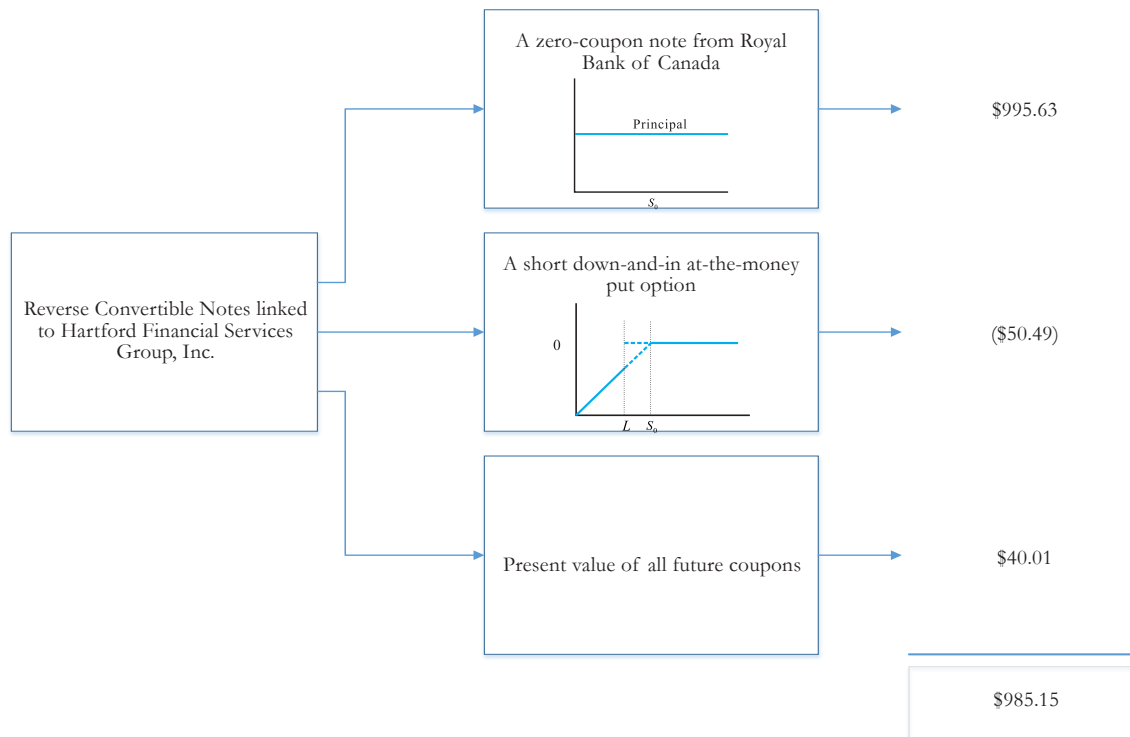 A zero-coupon note from Royal
Bank of Canada
Principal
S₀
$995.63
Reverse Convertible Notes linked
to Hartford Financial Services
Group, Inc.
A short down-and-in at-the-money
put option
0
L S₀
($50.49)
Present value of all future coupons
$40.01
$985.15